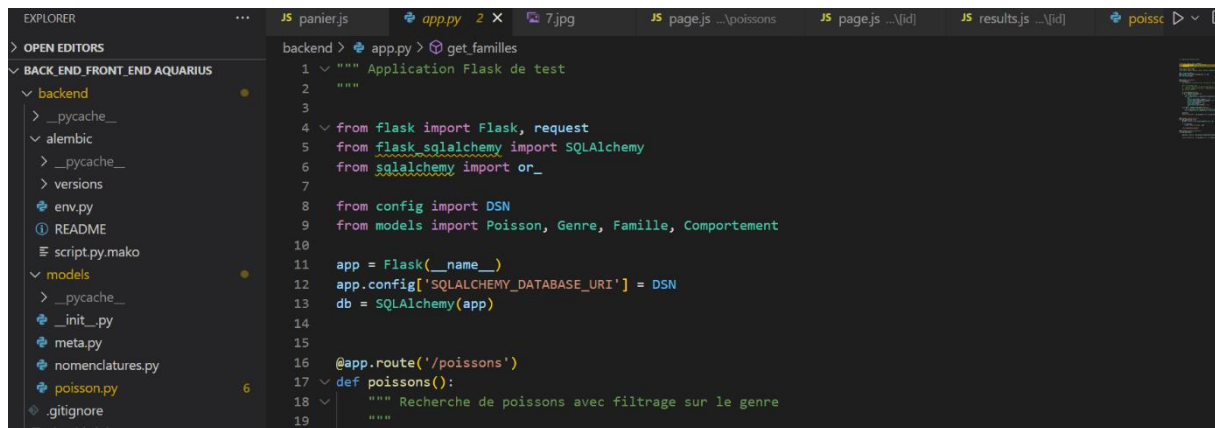 EXPLORER ...
OPEN EDITORS
BACK_END_FRONT_END AQUARIUS
backend
__pycache__
alembic
__pycache__
versions
env.py
README
script.py.mako
models
__pycache__
__init__.py
meta.py
nomenclatures.py
poisson.py 6
.gitignore
JS panier.js
app.py 2
7.jpg
JS page.js ...\poissons
JS page.js ...\[id]
JS results.js ...\[id]
poissc
backend > app.py > get_familles
1 """ Application Flask de test
2 """
3
4 from flask import Flask, request
5 from flask_sqlalchemy import SQLAlchemy
6 from sqlalchemy import or_
7
8 from config import DSN
9 from models import Poisson, Genre, Famille, Comportement
10
11 app = Flask(__name__)
12 app.config['SQLALCHEMY_DATABASE_URI'] = DSN
13 db = SQLAlchemy(app)
14
15
16 @app.route('/poissons')
17 def poissons():
18 """ Recherche de poissons avec filtrage sur le genre
19 """